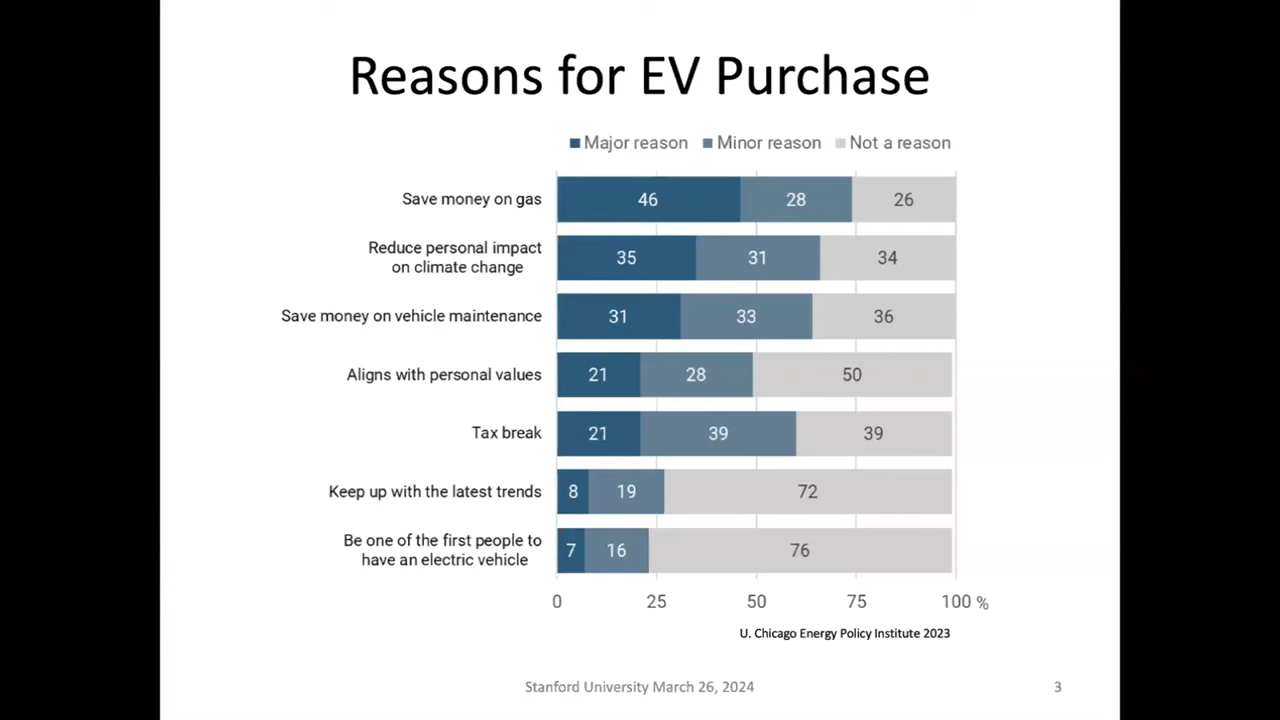 Reasons for EV Purchase
Major reason Minor reason Not a reason
Save money on gas 46 28 26
Reduce personal impact
on climate change 35 31 34
Save money on vehicle maintenance 31 33 36
Aligns with personal values 21 28 50
Tax break 21 39 39
Keep up with the latest trends 8 19 72
Be one of the first people to
have an electric vehicle 7 16 76
0 25 50 75 100 %
U. Chicago Energy Policy Institute 2023
Stanford University March 26, 2024 3